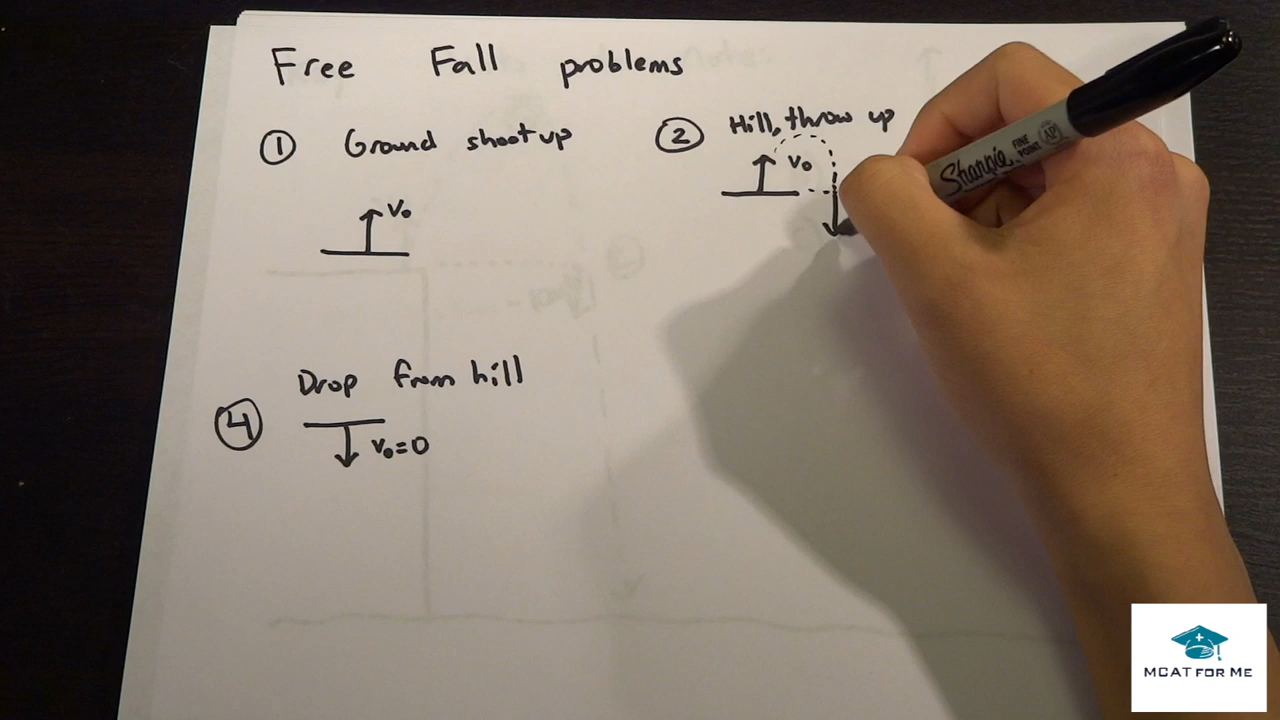 Free Fall problems
① Ground shoot up
② Hill, throw up
v₀
v₀
Sharpie FINE POINT AP
Drop from hill
④
v₀=0
MCAT FOR ME